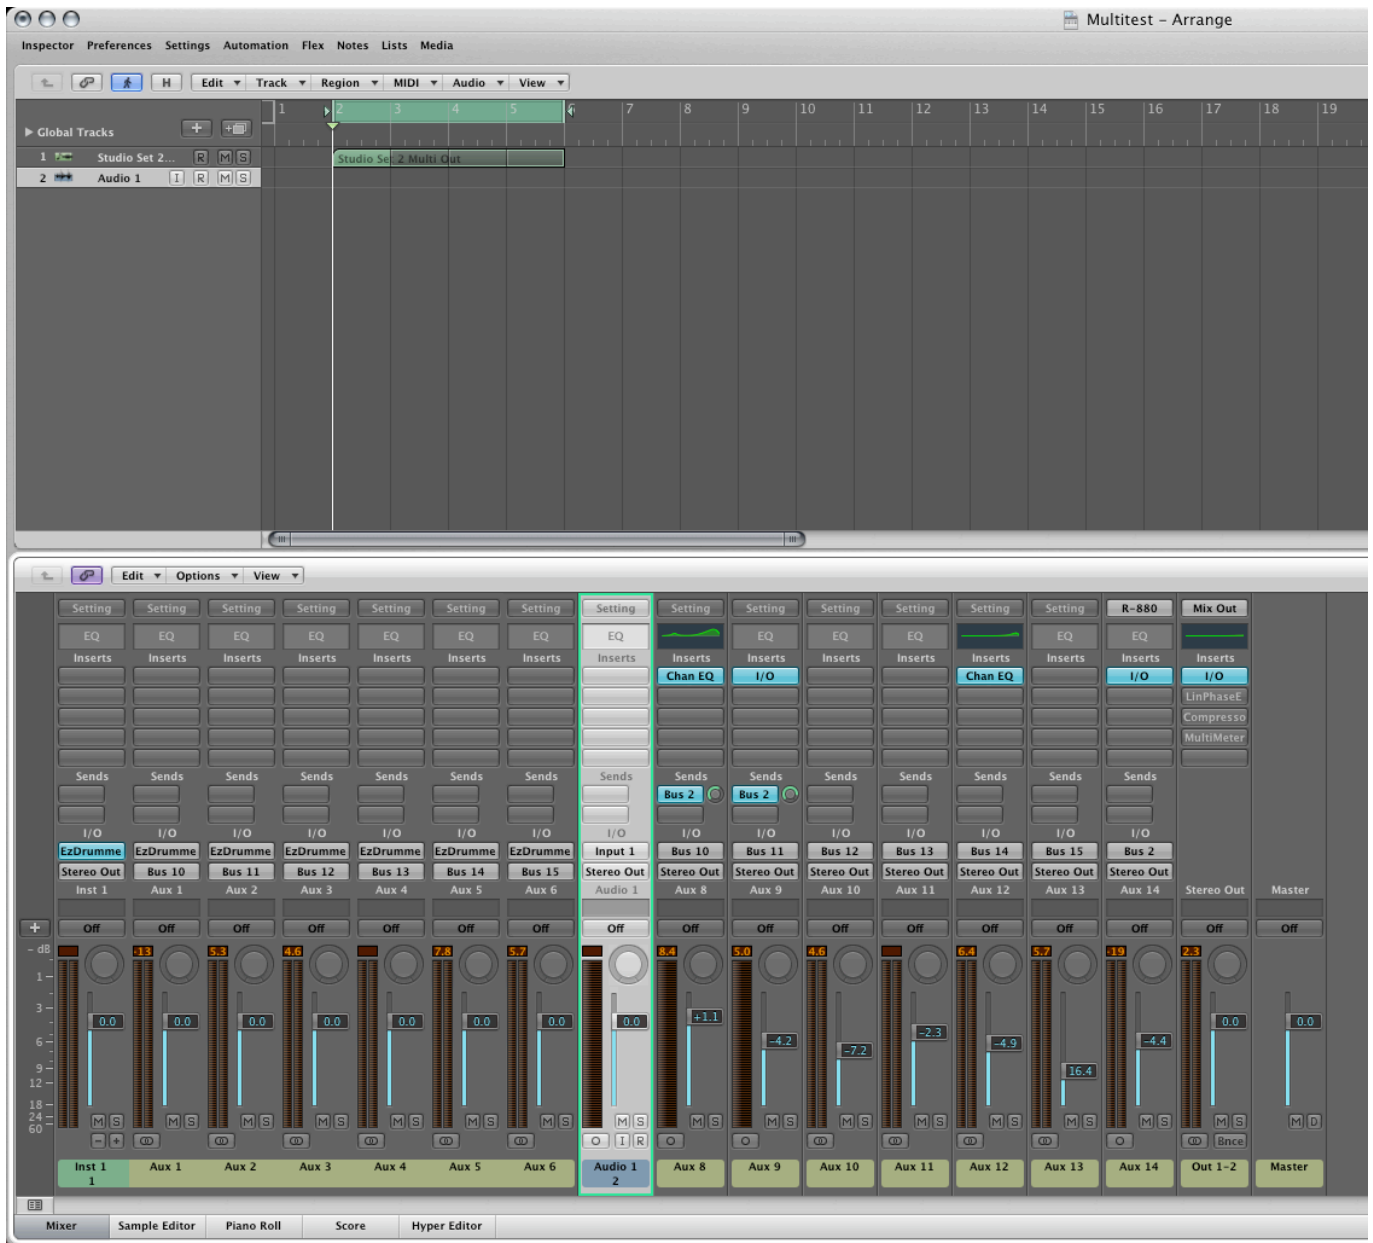 Multitest – Arrange
Inspector Preferences Settings Automation Flex Notes Lists Media
H Edit Track Region MIDI Audio View
1 2 3 4 5 6 7 8 9 10 11 12 13 14 15 16 17 18 19
Global Tracks
1 Studio Set 2... R M S Studio Set 2 Multi Out
2 Audio 1 I R M S
Edit Options View
Setting Setting Setting Setting Setting Setting Setting Setting Setting Setting Setting Setting Setting Setting R-880 Mix Out
EQ EQ EQ EQ EQ EQ EQ EQ EQ EQ EQ EQ EQ
Inserts Inserts Inserts Inserts Inserts Inserts Inserts Inserts Inserts Inserts Inserts Inserts Inserts Inserts Inserts Inserts
Chan EQ I/O Chan EQ I/O I/O
LinPhaseE
Compresso
MultiMeter
Sends Sends Sends Sends Sends Sends Sends Sends Sends Sends Sends Sends Sends Sends Sends
Bus 2 Bus 2
I/O I/O I/O I/O I/O I/O I/O I/O I/O I/O I/O I/O I/O I/O I/O
EzDrumme EzDrumme EzDrumme EzDrumme EzDrumme EzDrumme EzDrumme Input 1 Bus 10 Bus 11 Bus 12 Bus 13 Bus 14 Bus 15 Bus 2
Stereo Out Bus 10 Bus 11 Bus 12 Bus 13 Bus 14 Bus 15 Stereo Out Stereo Out Stereo Out Stereo Out Stereo Out Stereo Out Stereo Out Stereo Out
Inst 1 Aux 1 Aux 2 Aux 3 Aux 4 Aux 5 Aux 6 Audio 1 Aux 8 Aux 9 Aux 10 Aux 11 Aux 12 Aux 13 Aux 14 Stereo Out Master
Off Off Off Off Off Off Off Off Off Off Off Off Off Off Off Off Off
- dB -13 5.3 4.6 7.8 5.7 8.4 5.0 4.6 6.4 5.7 -19 2.3
1
3
0.0 0.0 0.0 0.0 0.0 0.0 0.0 0.0 +1.1 -4.2 -7.2 -2.3 -4.9 16.4 -4.4 0.0 0.0
6
9
12
18
24
60
M S M S M S M S M S M S M S M S M S M S M S M S M S M S M S M S M D
- + I R Bnce
Inst 1 Aux 1 Aux 2 Aux 3 Aux 4 Aux 5 Aux 6 Audio 1 Aux 8 Aux 9 Aux 10 Aux 11 Aux 12 Aux 13 Aux 14 Out 1-2 Master
1 2
Mixer Sample Editor Piano Roll Score Hyper Editor